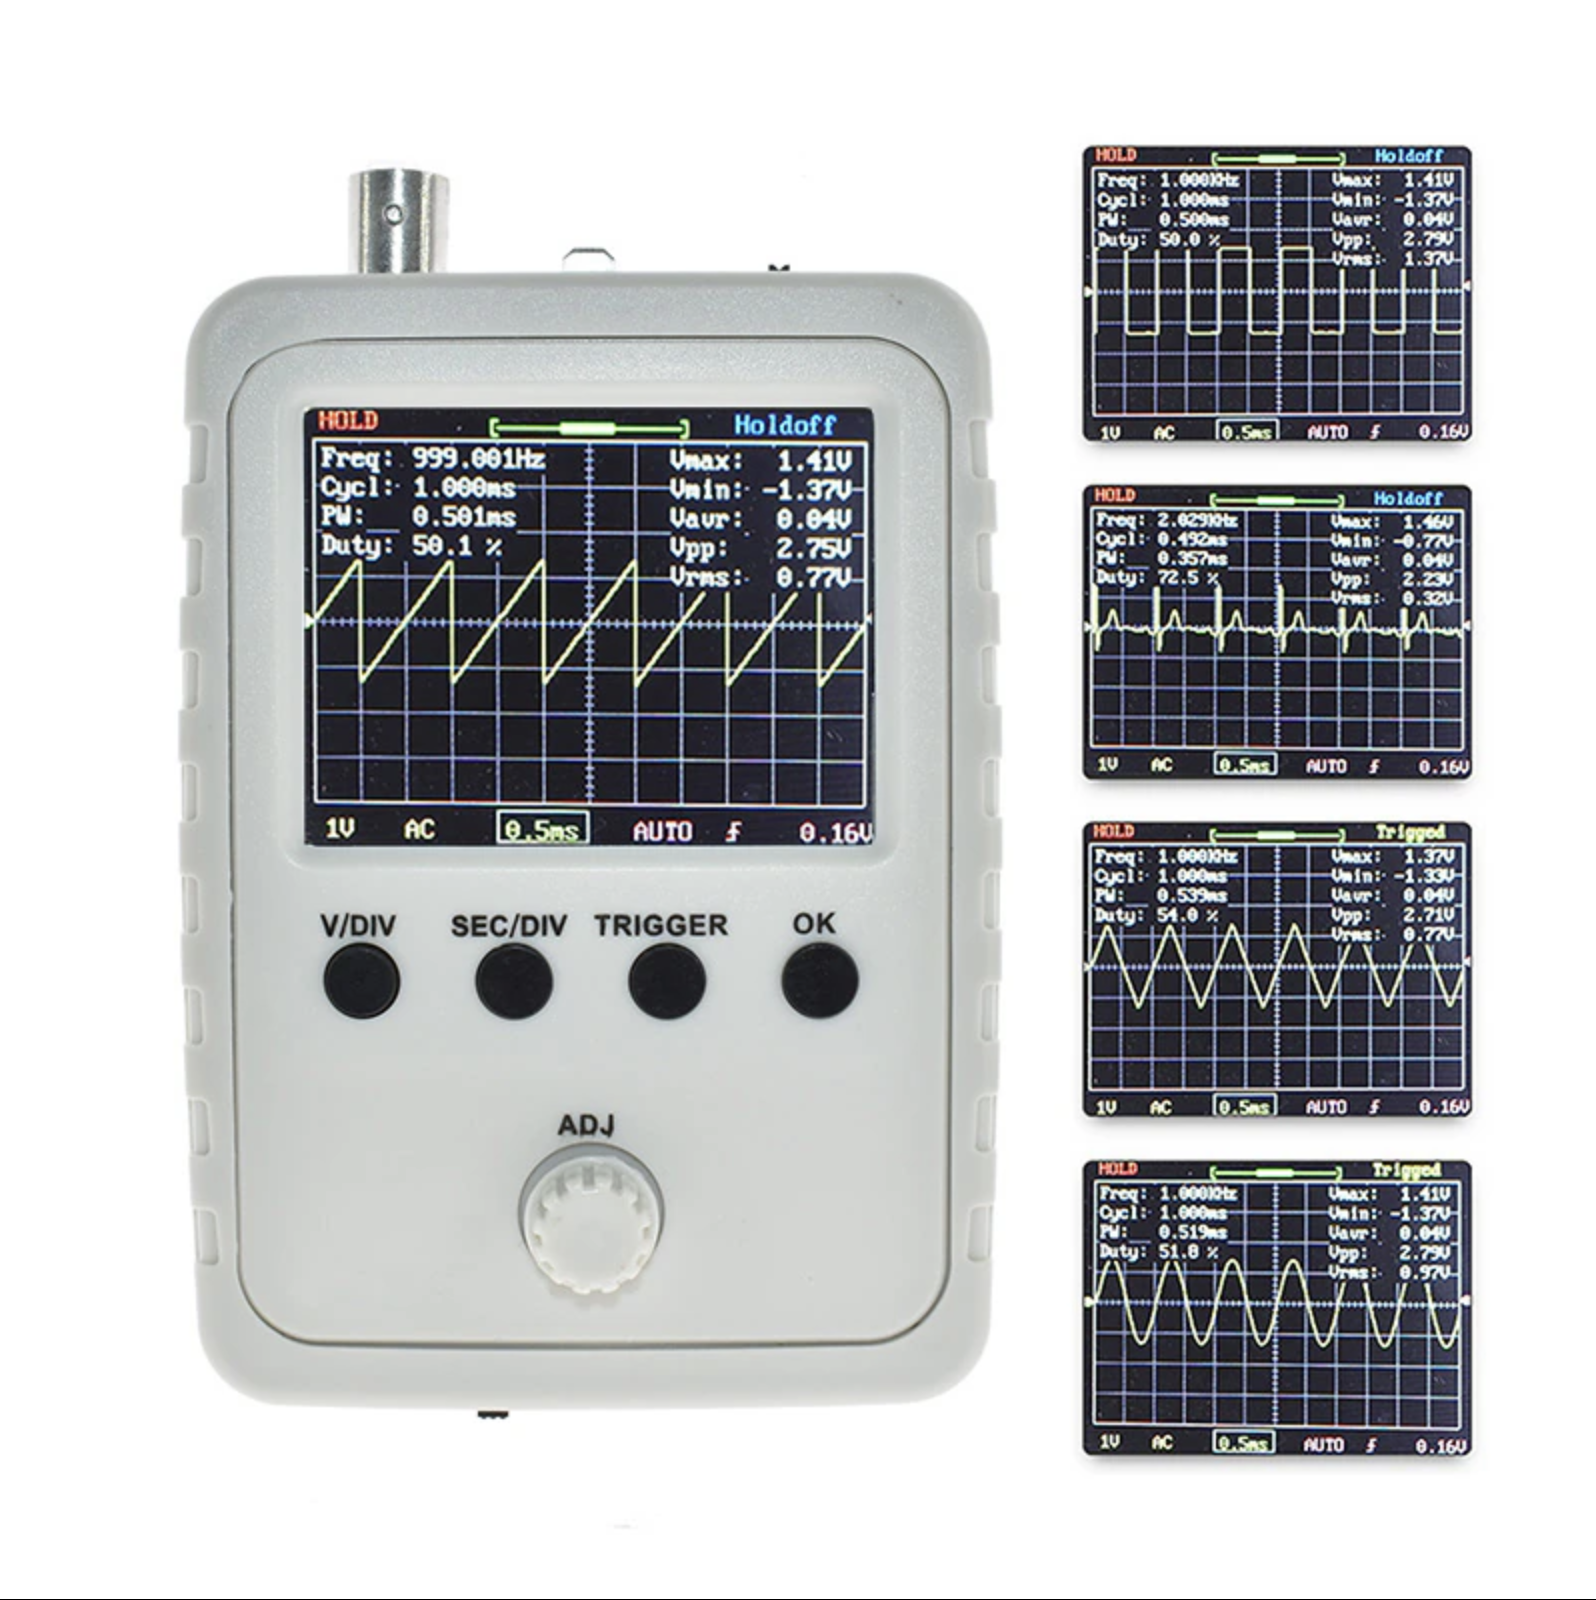 HOLD Holdoff
Freq: 999.001Hz Vmax: 1.41V
Cycl: 1.000ms Vmin: -1.37V
PW: 0.501ms Vavr: 0.04V
Duty: 50.1 % Vpp: 2.75V
Vrms: 0.77V
1V AC 0.5ms AUTO 0.16V
V/DIV SEC/DIV TRIGGER OK
ADJ
HOLD Holdoff
Freq: 1.000KHz Vmax: 1.41V
Cycl: 1.000ms Vmin: -1.37V
PW: 0.500ms Vavr: 0.04V
Duty: 50.0 % Vpp: 2.79V
Vrms: 1.37V
1V AC 0.5ms AUTO 0.16V
HOLD Holdoff
Freq: 2.029KHz Vmax: 1.46V
Cycl: 0.492ms Vmin: -0.77V
PW: 0.357ms Vavr: 0.04V
Duty: 72.5 % Vpp: 2.23V
Vrms: 0.32V
1V AC 0.5ms AUTO 0.16V
HOLD Trigged
Freq: 1.000KHz Vmax: 1.37V
Cycl: 1.000ms Vmin: -1.33V
PW: 0.539ms Vavr: 0.04V
Duty: 54.0 % Vpp: 2.71V
Vrms: 0.77V
1V AC 0.5ms AUTO 0.16V
HOLD Trigged
Freq: 1.000KHz Vmax: 1.41V
Cycl: 1.000ms Vmin: -1.37V
PW: 0.519ms Vavr: 0.04V
Duty: 51.8 % Vpp: 2.79V
Vrms: 0.97V
1V AC 0.5ms AUTO 0.16V